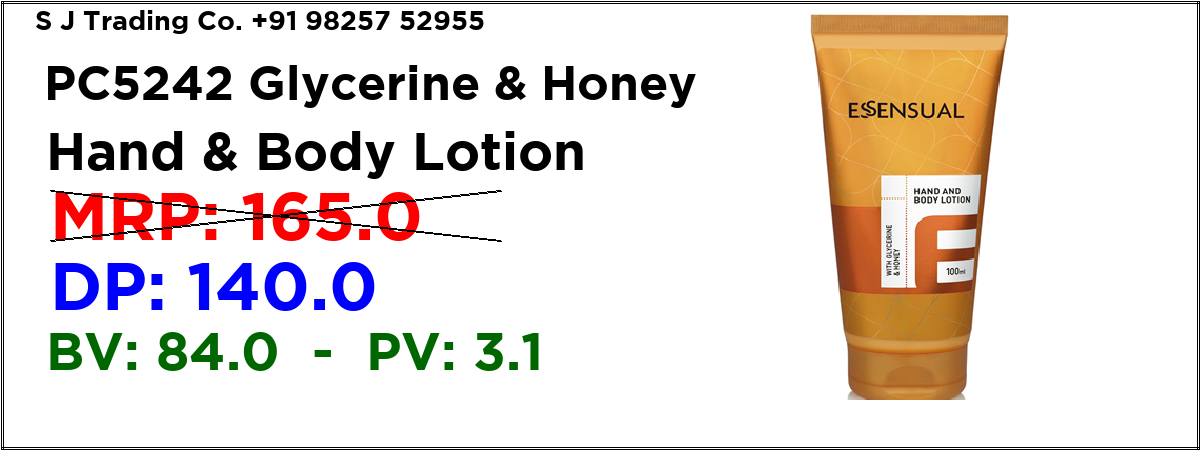 S J Trading Co. +91 98257 52955
PC5242 Glycerine & Honey
Hand & Body Lotion
MRP: 165.0
DP: 140.0
BV: 84.0 - PV: 3.1
ESSENSUAL
HAND AND
BODY LOTION
WITH GLYCERINE
& HONEY
E
100ml